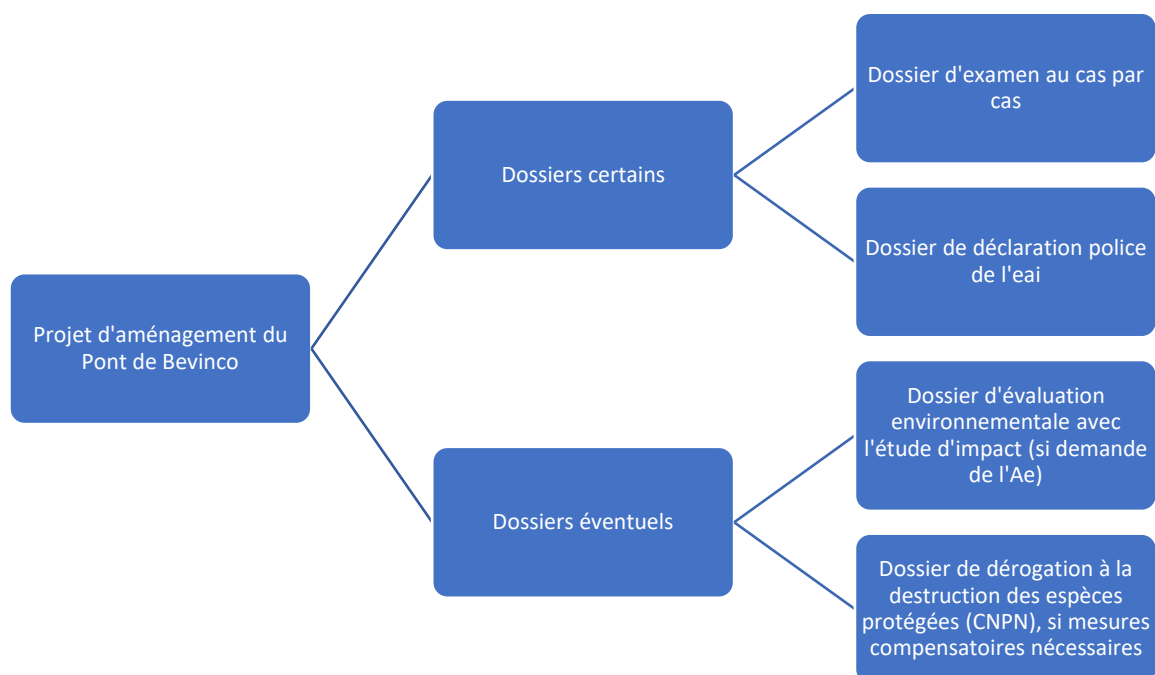 Projet d'aménagement du
Pont de Bevinco
Dossiers certains
Dossier d'examen au cas par
cas
Dossier de déclaration police
de l'eai
Dossiers éventuels
Dossier d'évaluation
environnementale avec
l'étude d'impact (si demande
de l'Ae)
Dossier de dérogation à la
destruction des espèces
protégées (CNPN), si mesures
compensatoires nécessaires